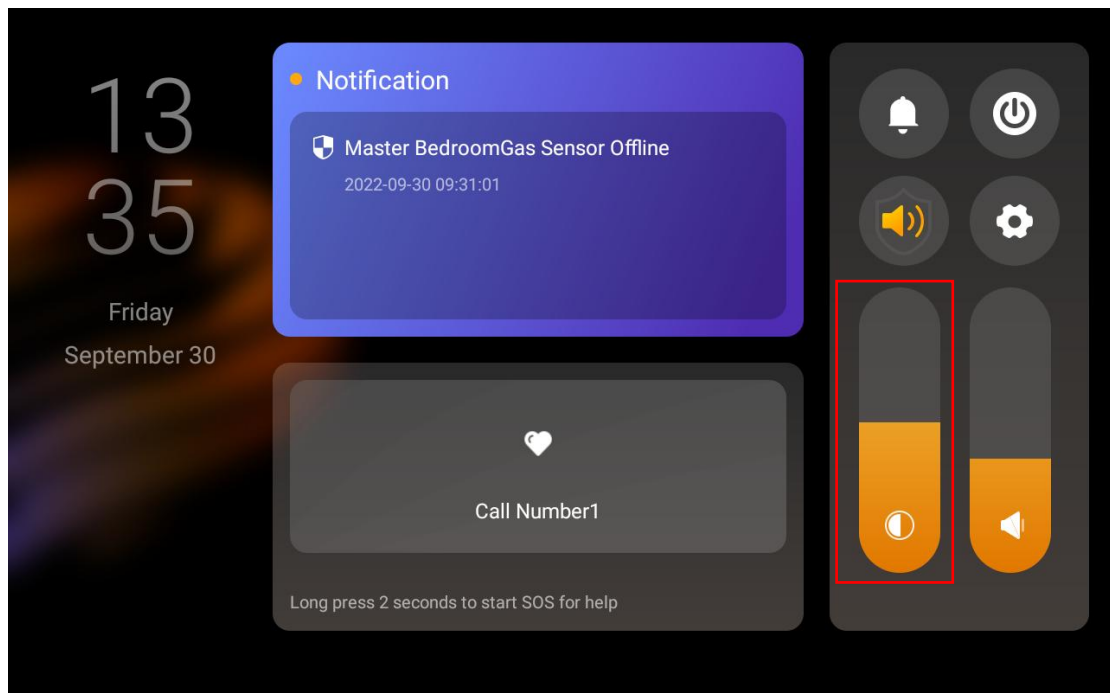 13
35
Friday
September 30
Notification
Master BedroomGas Sensor Offline
2022-09-30 09:31:01
Call Number1
Long press 2 seconds to start SOS for help